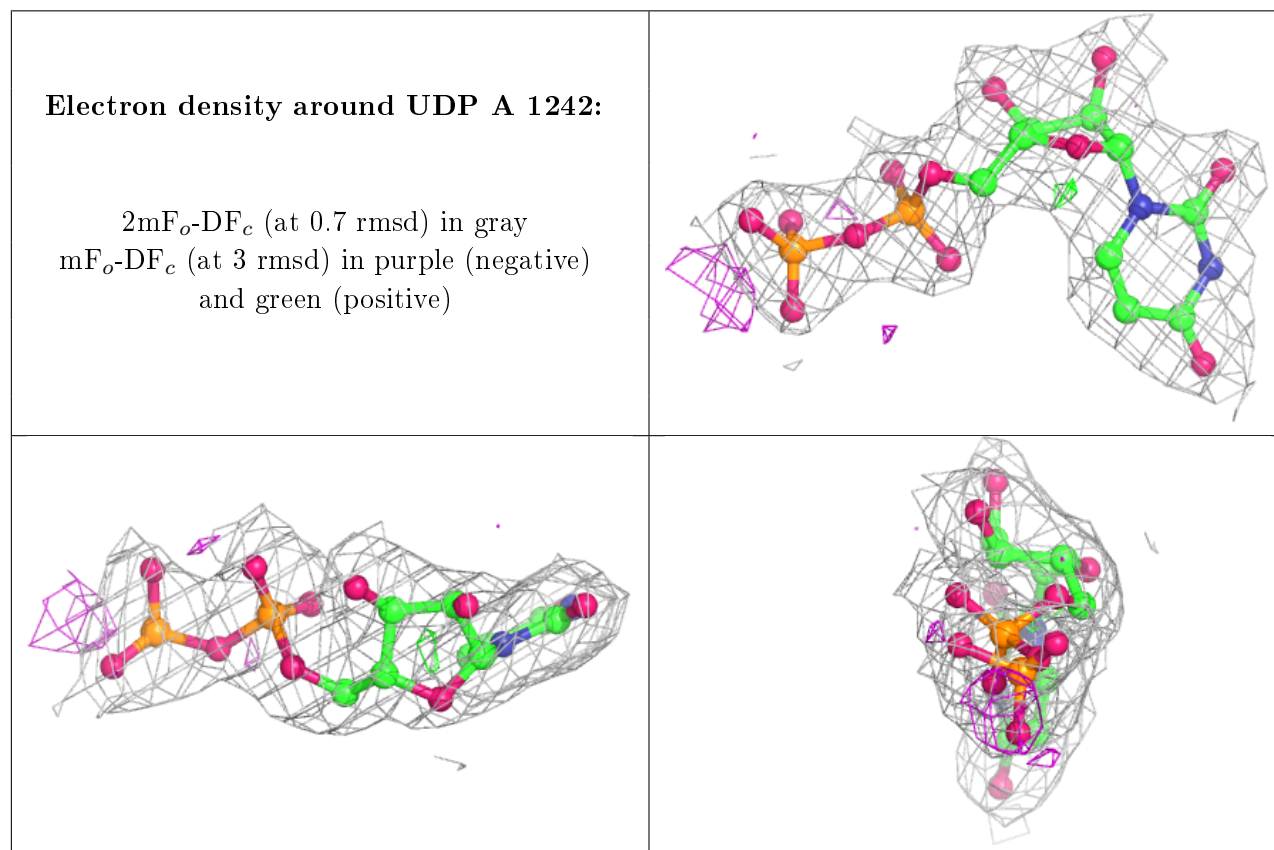 Electron density around UDP A 1242:
2mFₒ-DF𝒸 (at 0.7 rmsd) in gray
mFₒ-DF𝒸 (at 3 rmsd) in purple (negative)
and green (positive)